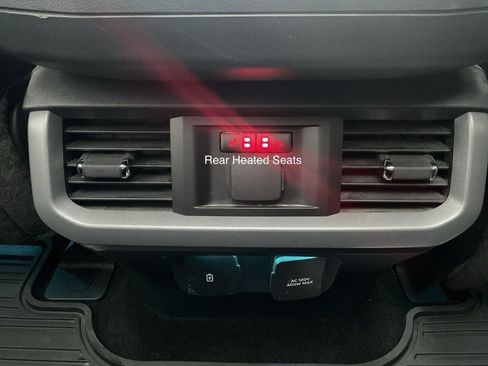 Rear Heated Seats
AC 120V
400W MAX